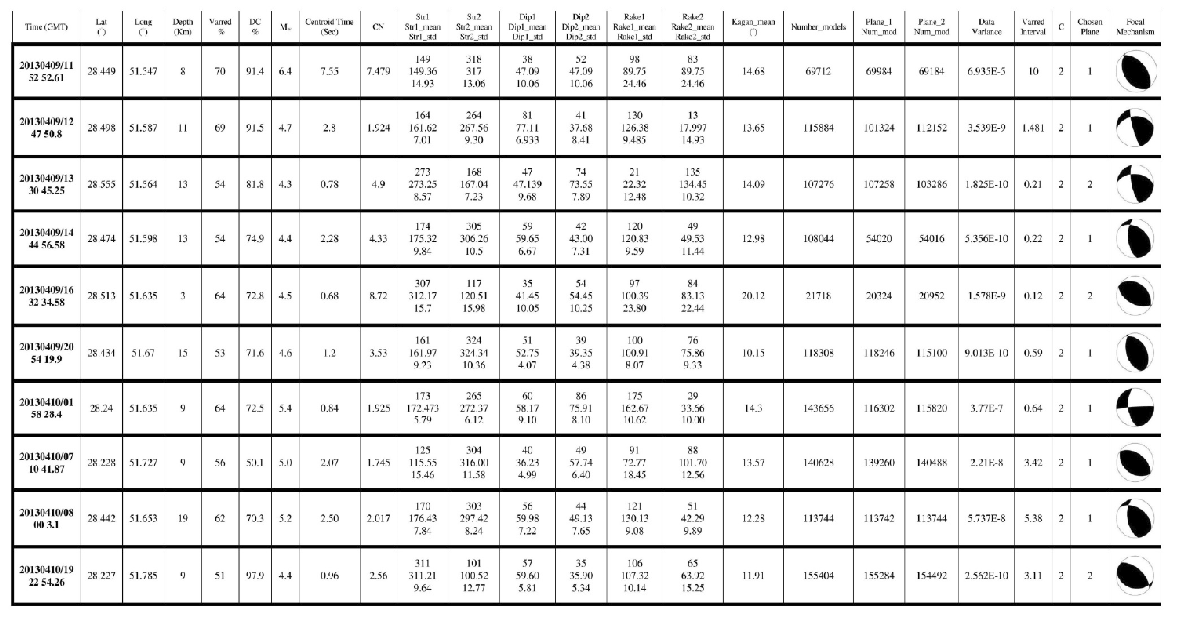 Time (GMT) Lat (°) Long (°) Depth (Km) Varred % DC % Centroid Time (Sec) CN Str1 Str1_mean Str1_std Str2 Str2_mean Str2_std Dip1 Dip1_mean Dip1_std Dip2 Dip2_mean Dip2_std Rake1 Rake1_mean Rake1_std Rake2 Rake2_mean Rake2_std Kagan_mean (°) Number_models Plane_1 Num_mod Plane_2 Num_mod Data Variance Varred Interval C Chosen Plane Focal Mechanism
20130409/11 52 52.61 28.449 51.547 8 70 91.4 6.4 7.55 7.479 149 149.36 14.93 318 317 13.06 38 47.09 10.06 52 47.09 10.06 98 89.75 24.46 83 89.75 24.46 14.68 69712 69984 69184 6.935E-5 10 2 1
20130409/12 47 50.8 28.498 51.587 11 69 91.5 4.7 2.8 1.924 164 161.62 7.01 264 267.56 9.30 81 77.11 6.933 41 37.68 8.41 130 126.38 9.485 13 17.997 14.93 13.65 115884 101324 112152 3.539E-9 1.481 2 1
20130409/13 30 45.25 28.555 51.564 13 54 81.8 4.3 0.78 4.9 273 273.25 8.57 168 167.04 7.23 47 47.139 9.68 74 73.55 7.89 21 22.32 12.48 135 134.45 10.32 14.09 107276 107258 103286 1.825E-10 0.21 2 2
20130409/14 44 56.58 28.474 51.598 13 54 74.9 4.4 2.28 4.33 174 175.32 9.84 305 306.26 10.5 59 59.65 6.67 42 43.00 7.31 120 120.83 9.59 49 49.53 11.44 12.98 108044 54020 54016 5.356E-10 0.22 2 1
20130409/16 32 34.58 28.513 51.635 3 64 72.8 4.5 0.68 8.72 307 312.17 15.7 117 120.51 15.98 35 41.45 10.05 54 54.45 10.25 97 100.39 23.80 84 83.13 22.44 20.12 21718 20324 20952 1.578E-9 0.12 2 2
20130409/20 54 19.9 28.434 51.67 15 53 71.6 4.6 1.2 3.53 161 161.97 9.23 324 324.34 10.36 51 52.75 4.07 39 39.35 4.38 100 100.91 8.07 76 75.86 9.33 10.15 118308 118246 115100 9.013E-10 0.59 2 1
20130410/01 58 28.4 28.24 51.635 9 64 72.5 5.4 0.84 1.925 173 172.473 5.79 265 272.37 6.12 60 58.17 9.10 86 75.91 8.10 175 162.67 10.62 29 33.56 10.00 14.3 143656 116302 115820 3.77E-7 0.64 2 1
20130410/07 10 41.87 28.228 51.727 9 56 50.1 5.0 2.07 1.745 125 115.55 15.46 304 316.00 11.58 40 36.23 4.99 49 57.74 6.40 91 72.77 18.45 88 101.70 12.56 13.57 140628 139260 140488 2.21E-8 3.42 2 1
20130410/08 00 3.1 28.442 51.653 19 62 70.3 5.2 2.50 2.017 170 176.43 7.84 303 297.42 8.24 56 59.98 7.22 44 49.13 7.65 121 130.13 9.08 51 42.29 9.89 12.28 113744 113742 113744 5.737E-8 5.38 2 1
20130410/19 22 54.26 28.227 51.785 9 51 97.9 4.4 0.96 2.56 311 311.21 9.64 101 100.52 12.77 57 59.60 5.81 35 35.90 5.34 106 107.32 10.14 65 63.92 15.25 11.91 155404 155284 154492 2.562E-10 3.11 2 2